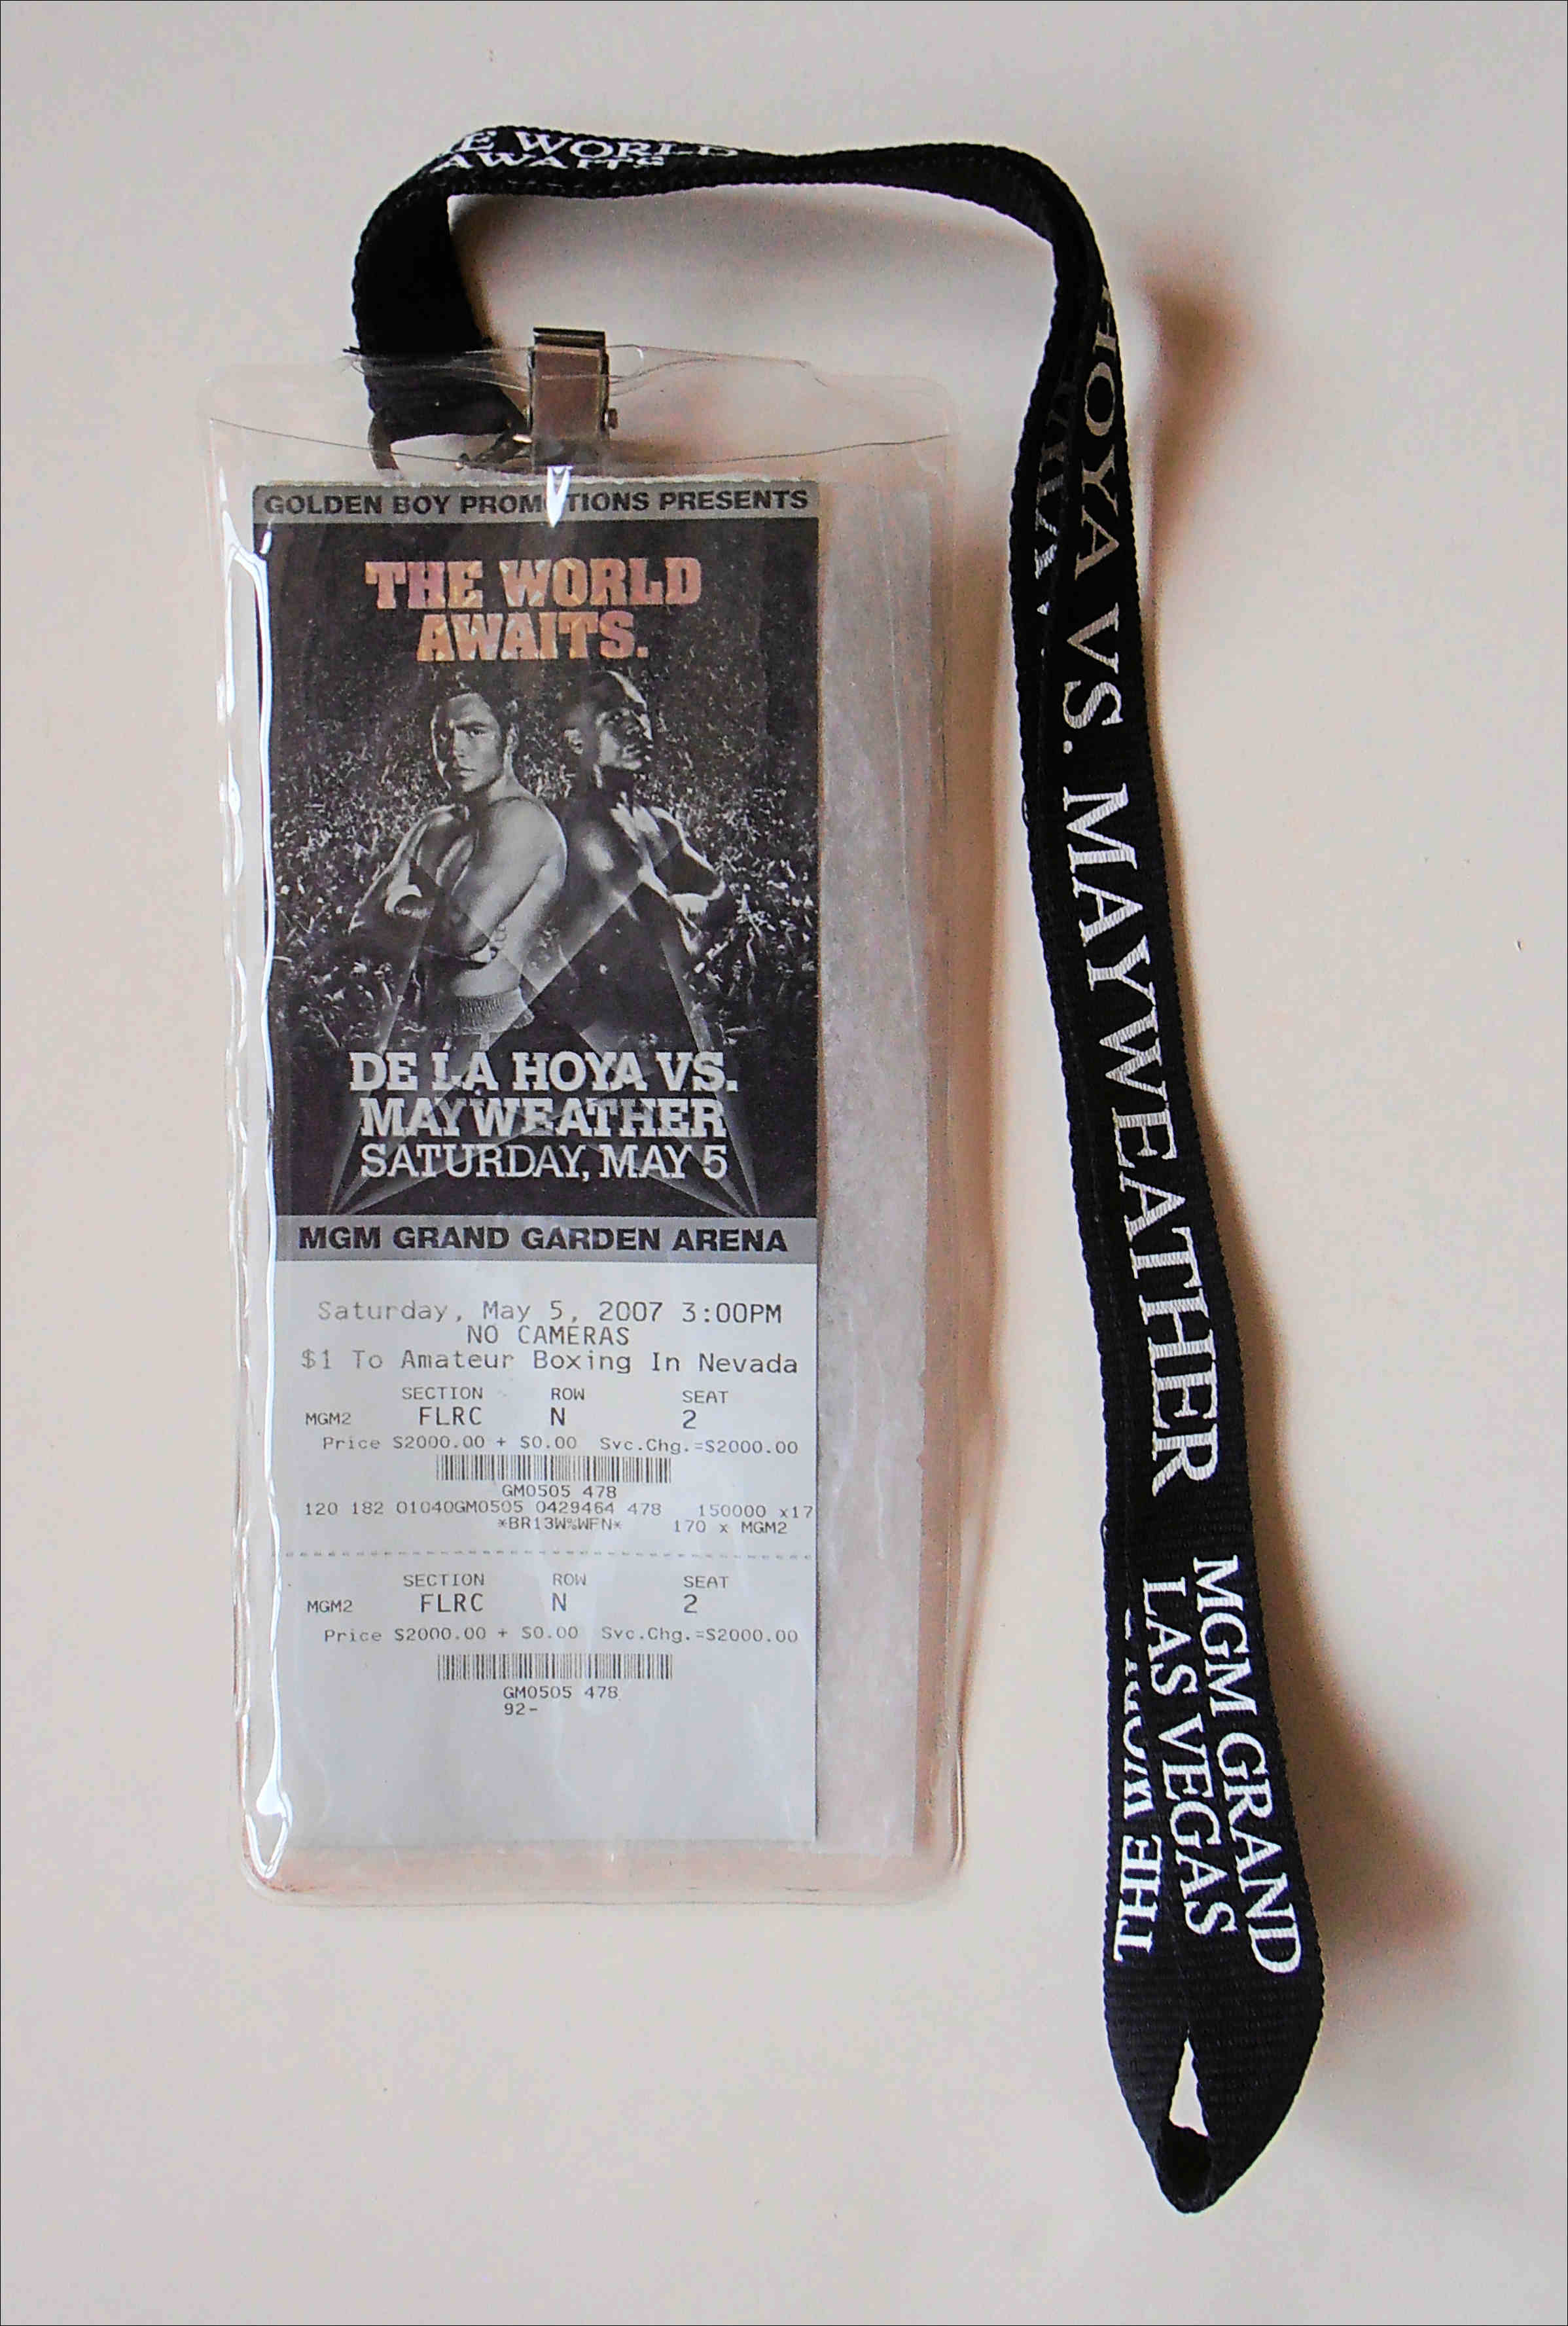 E WORLD
AWAITS
GOLDEN BOY PROMOTIONS PRESENTS
THE WORLD
AWAITS.
DE LA HOYA VS.
MAYWEATHER
SATURDAY, MAY 5
MGM GRAND GARDEN ARENA
Saturday, May 5, 2007 3:00PM
NO CAMERAS
$1 To Amateur Boxing In Nevada
SECTION ROW SEAT
MGM2 FLRC N 2
Price $2000.00 + $0.00 Svc.Chg.=$2000.00
GM0505 478
120 182 01040GM0505 0429464 478 150000 x17
*BR13W%WFN* 170 x MGM2
SECTION ROW SEAT
MGM2 FLRC N 2
Price $2000.00 + $0.00 Svc.Chg.=$2000.00
GM0505 478
92-
HOYA VS. MAYWEATHER
MGM GRAND
LAS VEGAS
THE WOR